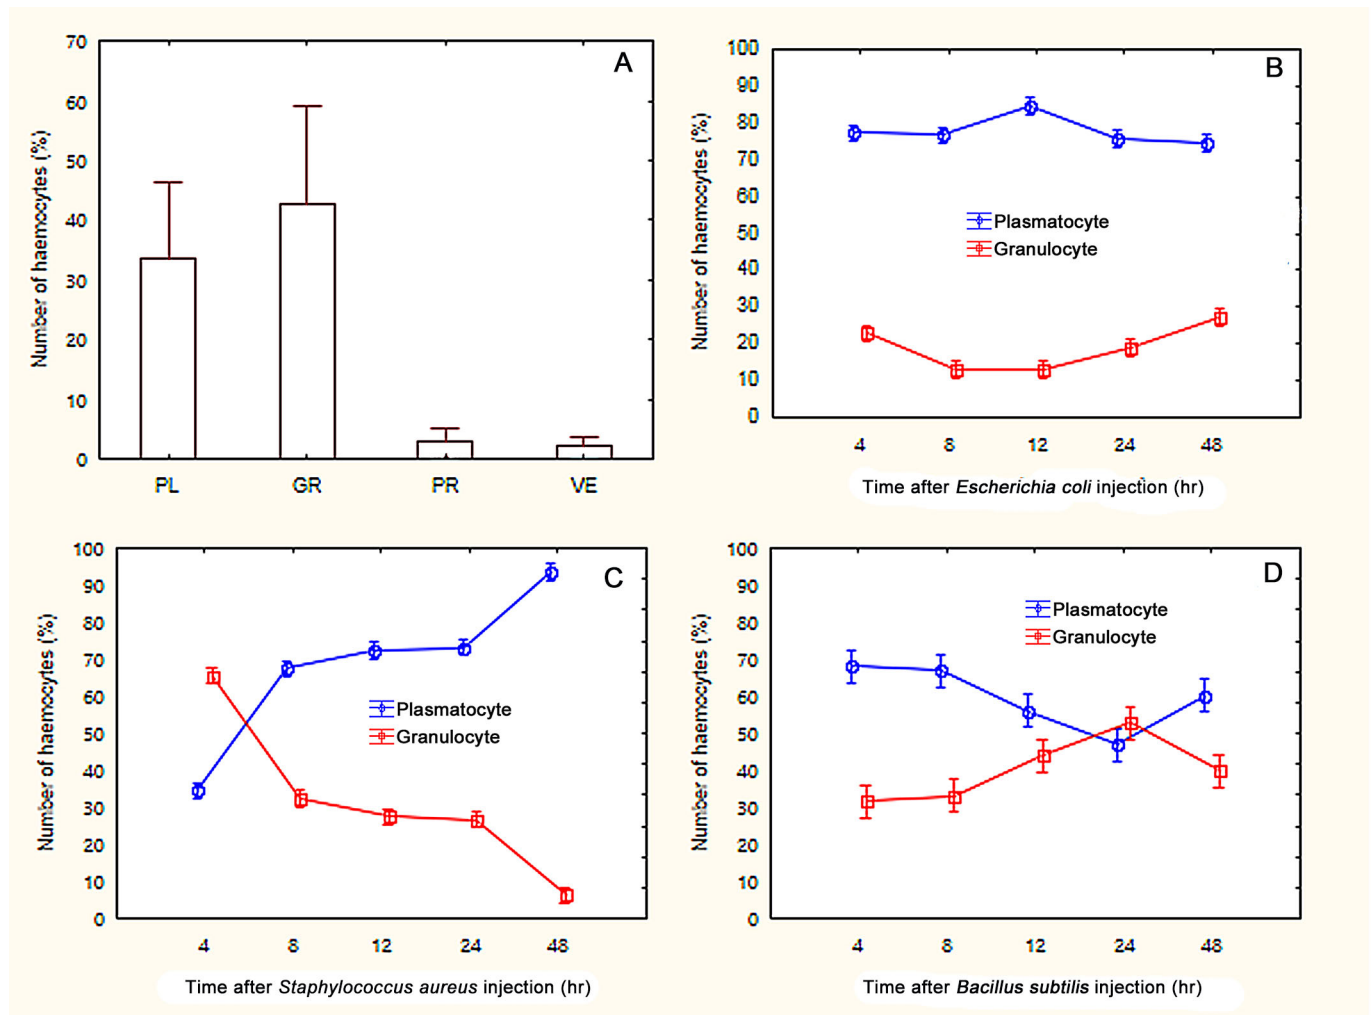 A
Number of haemocytes (%)
70
60
50
40
30
20
10
0
PL GR PR VE
B
Number of haemocytes (%)
100
90
80
70
60
50
40
30
20
10
0
Plasmatocyte
Granulocyte
4 8 12 24 48
Time after Escherichia coli injection (hr)
C
Number of haemocytes (%)
100
90
80
70
60
50
40
30
20
10
0
Plasmatocyte
Granulocyte
4 8 12 24 48
Time after Staphylococcus aureus injection (hr)
D
Number of haemocytes (%)
100
90
80
70
60
50
40
30
20
10
0
Plasmatocyte
Granulocyte
4 8 12 24 48
Time after Bacillus subtilis injection (hr)